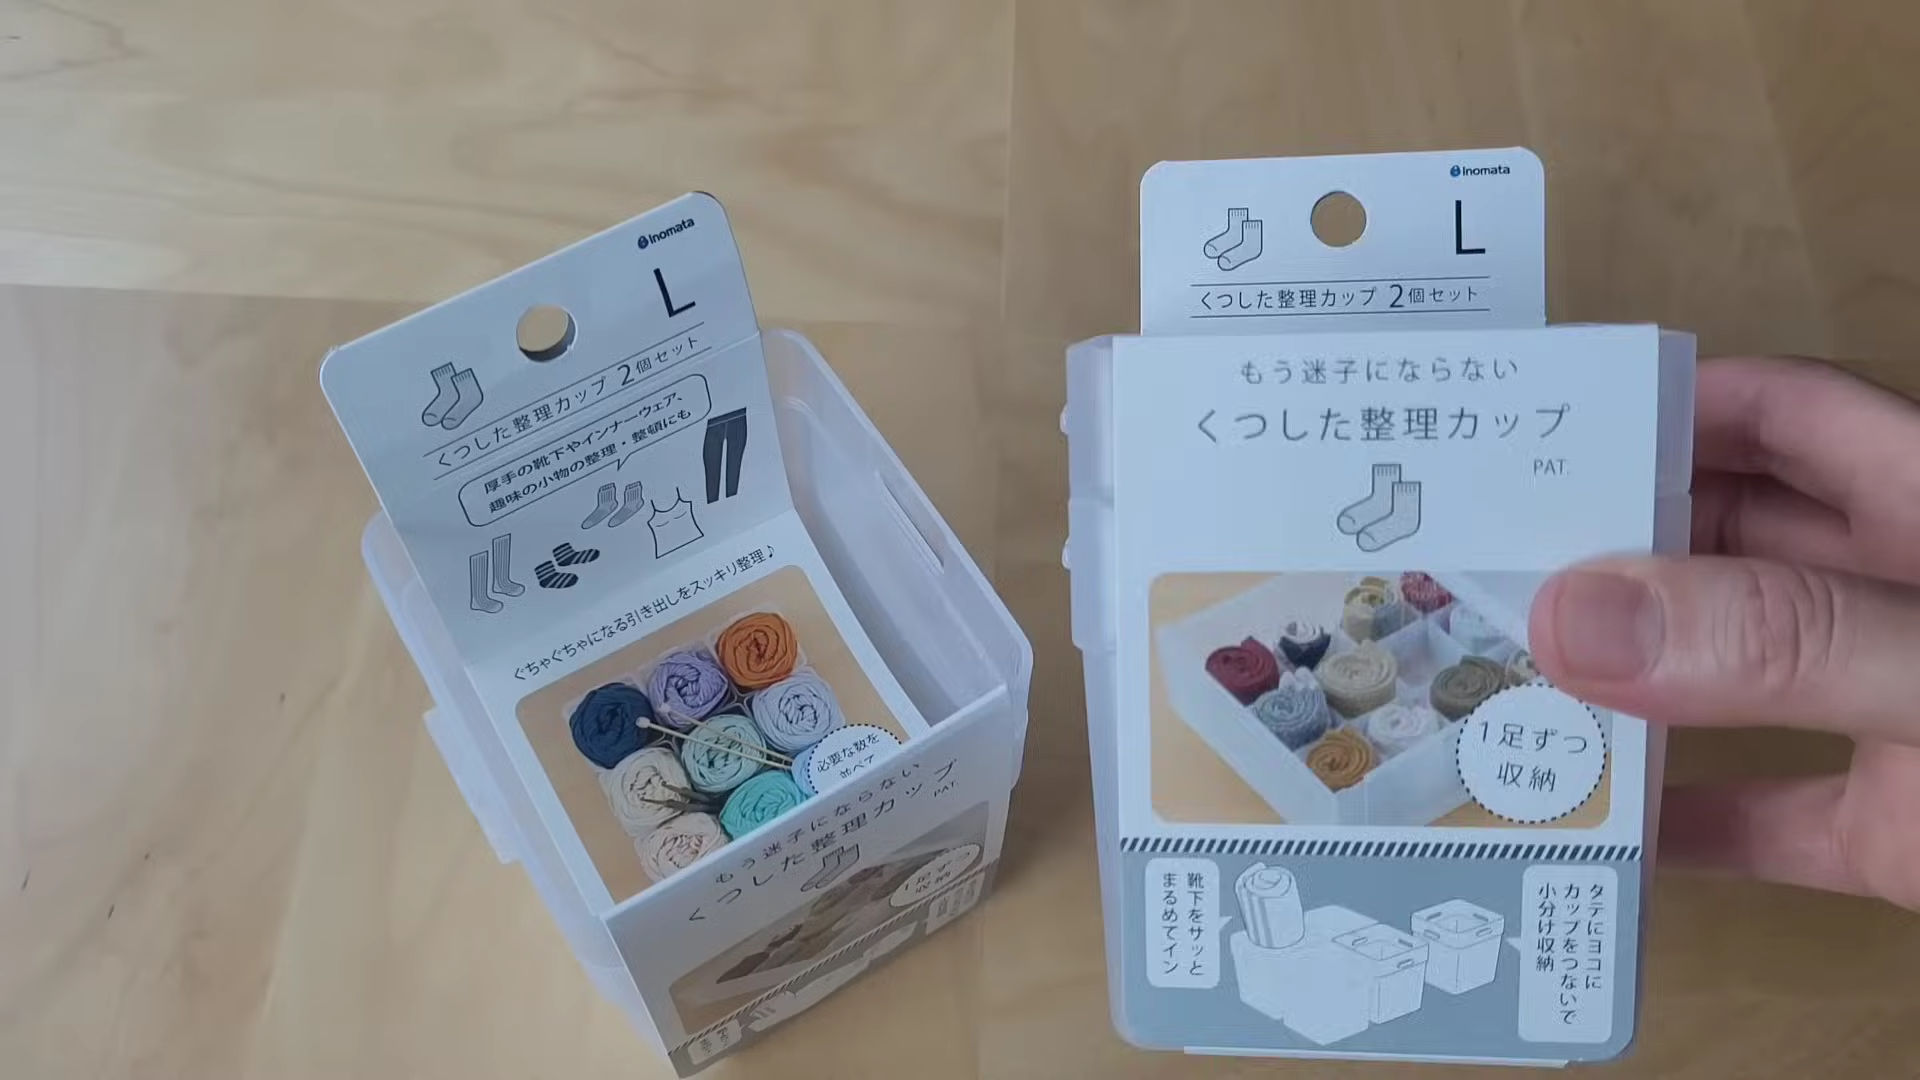 Inomata
L
くつした整理カップ 2個セット
厚手の靴下やインナーウェア、
趣味の小物の整理・整頓にも
ぐちゃぐちゃになる引き出しをスッキリ整理♪
必要な数を
もう迷子にならない
くつした整理カップ
PAT.
1足ずつ
収納
Inomata
L
くつした整理カップ 2個セット
もう迷子にならない
くつした整理カップ
PAT.
1足ずつ
収納
靴下をサッと
まるめてイン
タテにヨコに
カップをつないで
小分け収納